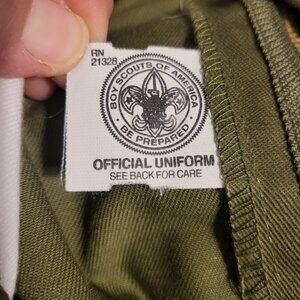 RN
21328
BOY SCOUTS OF AMERICA
BE PREPARED
OFFICIAL UNIFORM
SEE BACK FOR CARE